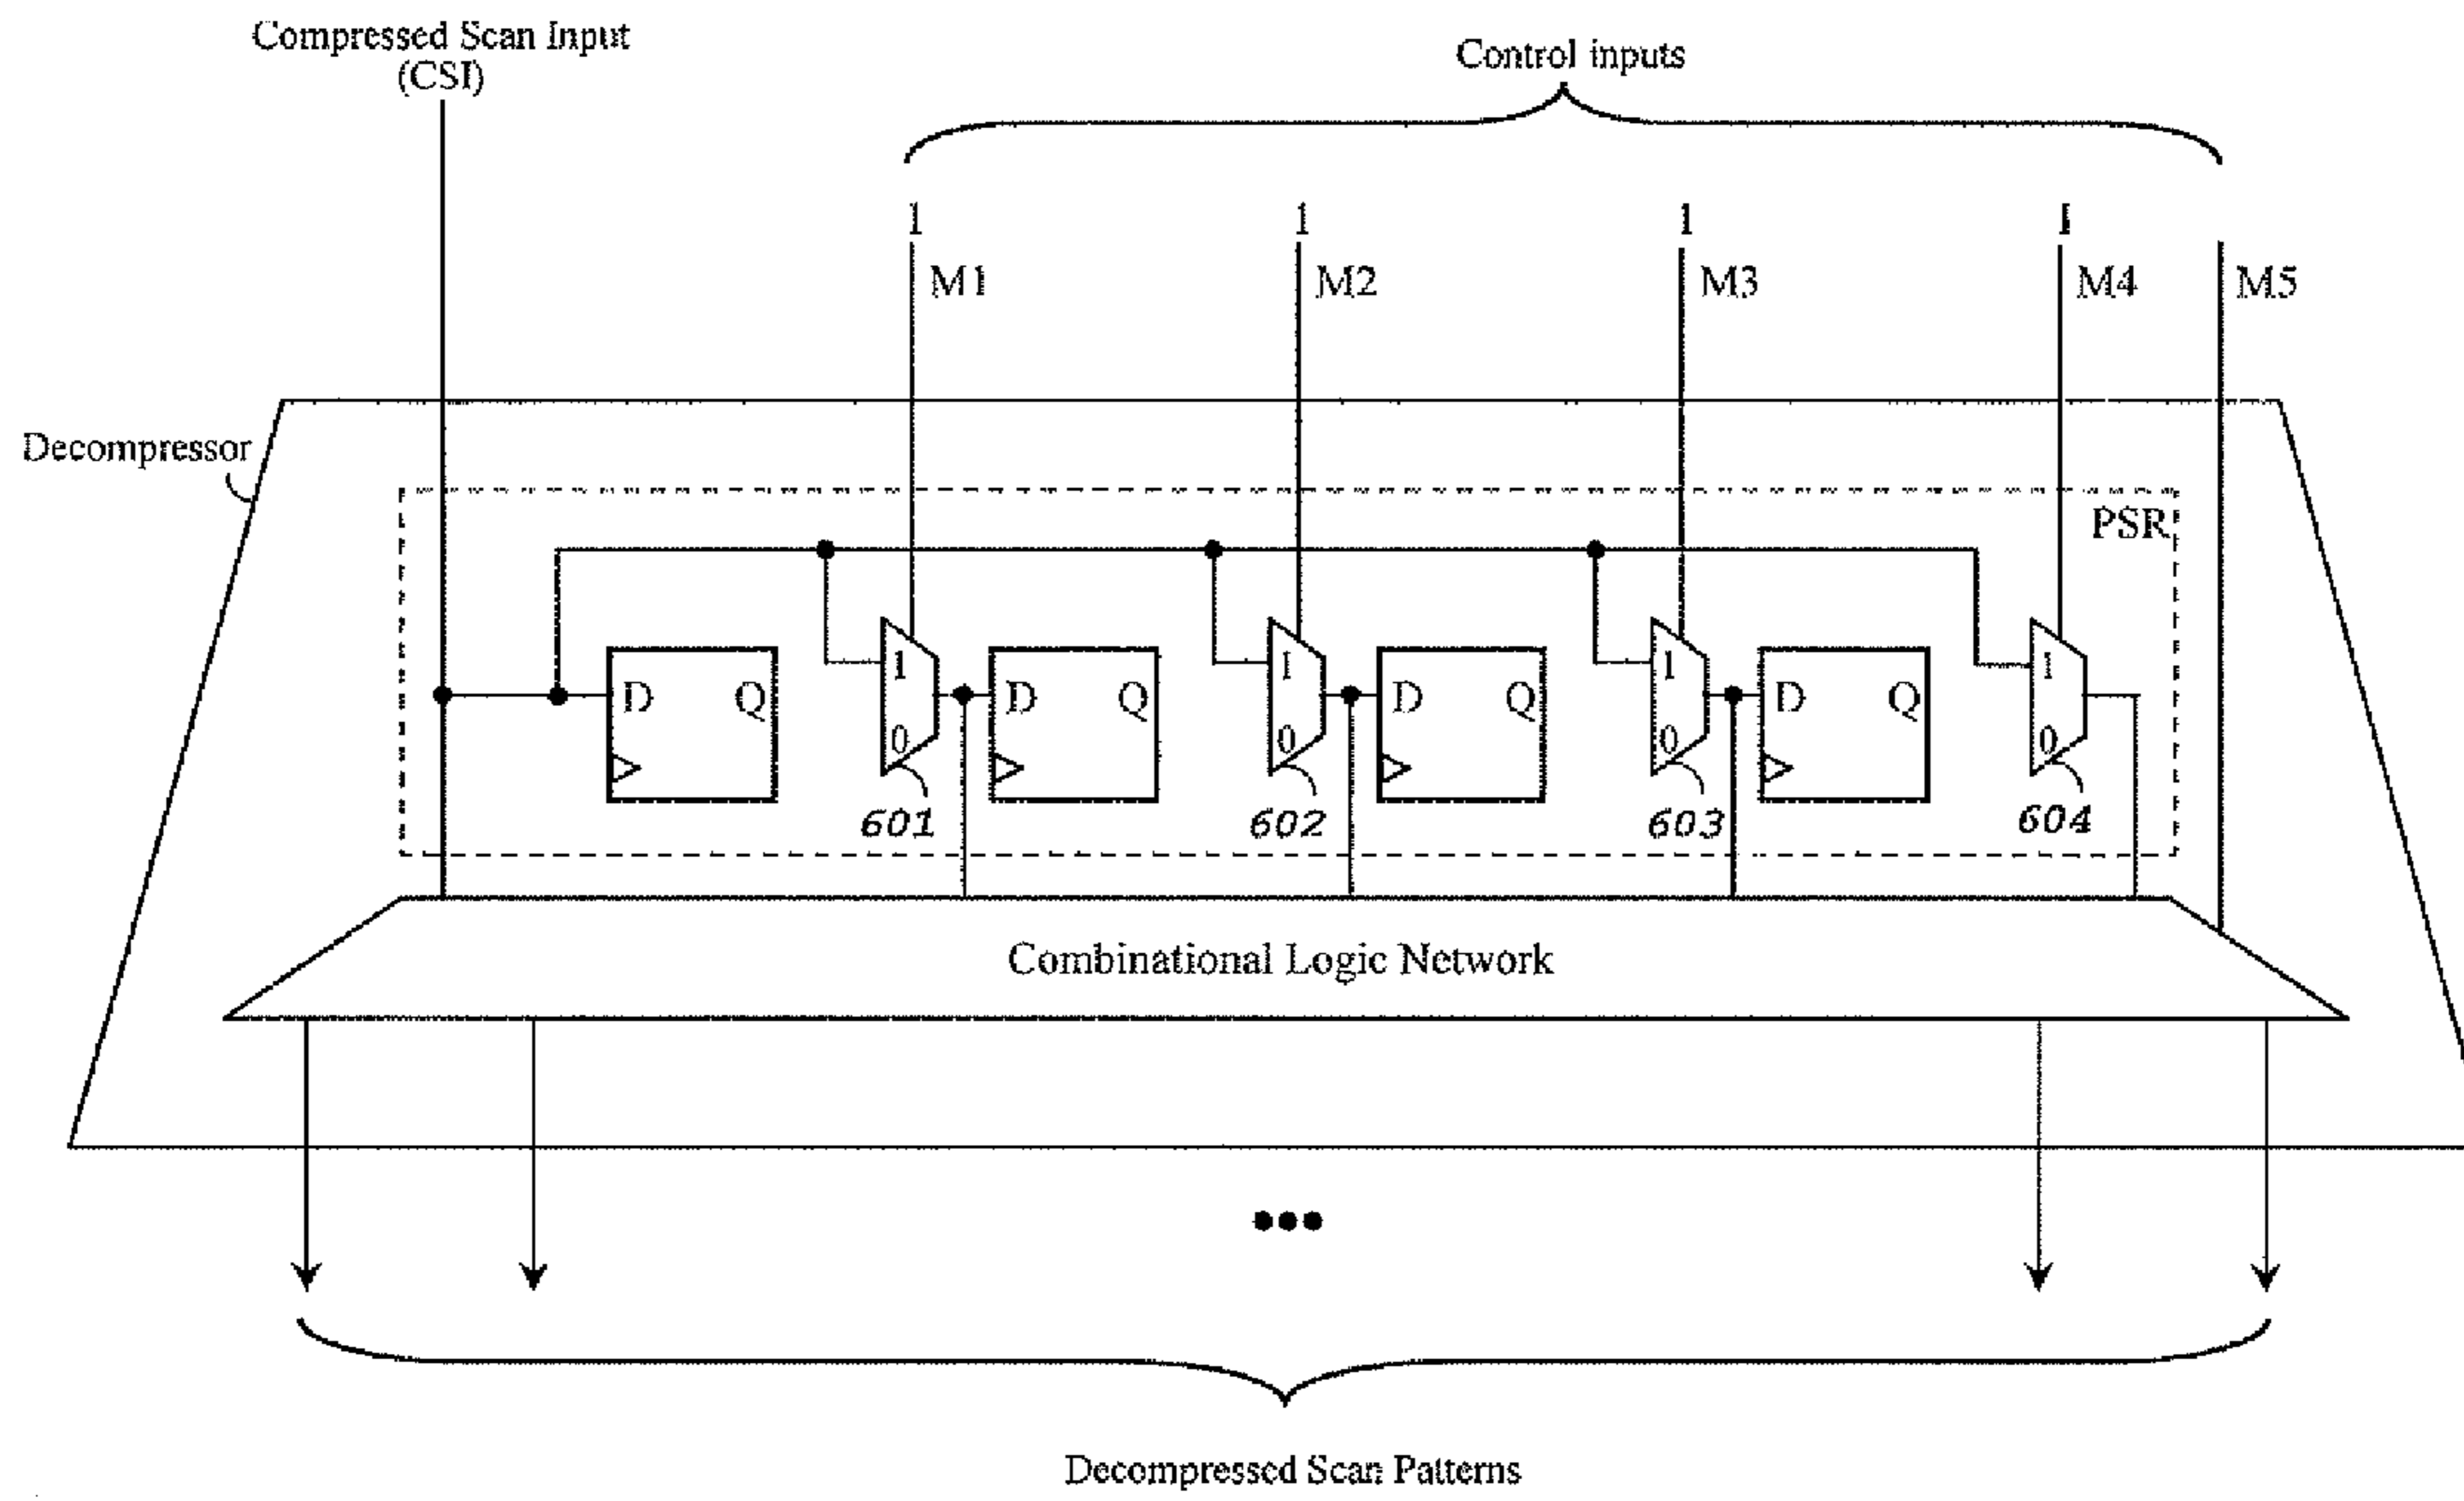 Compressed Scan Input
(CSI)
Control inputs
1
1
1
1
M1
M2
M3
M4
M5
Decompressor
PSR
D Q
1
0
D Q
1
0
D Q
1
0
D Q
1
0
601
602
603
604
Combinational Logic Network
Decompressed Scan Patterns